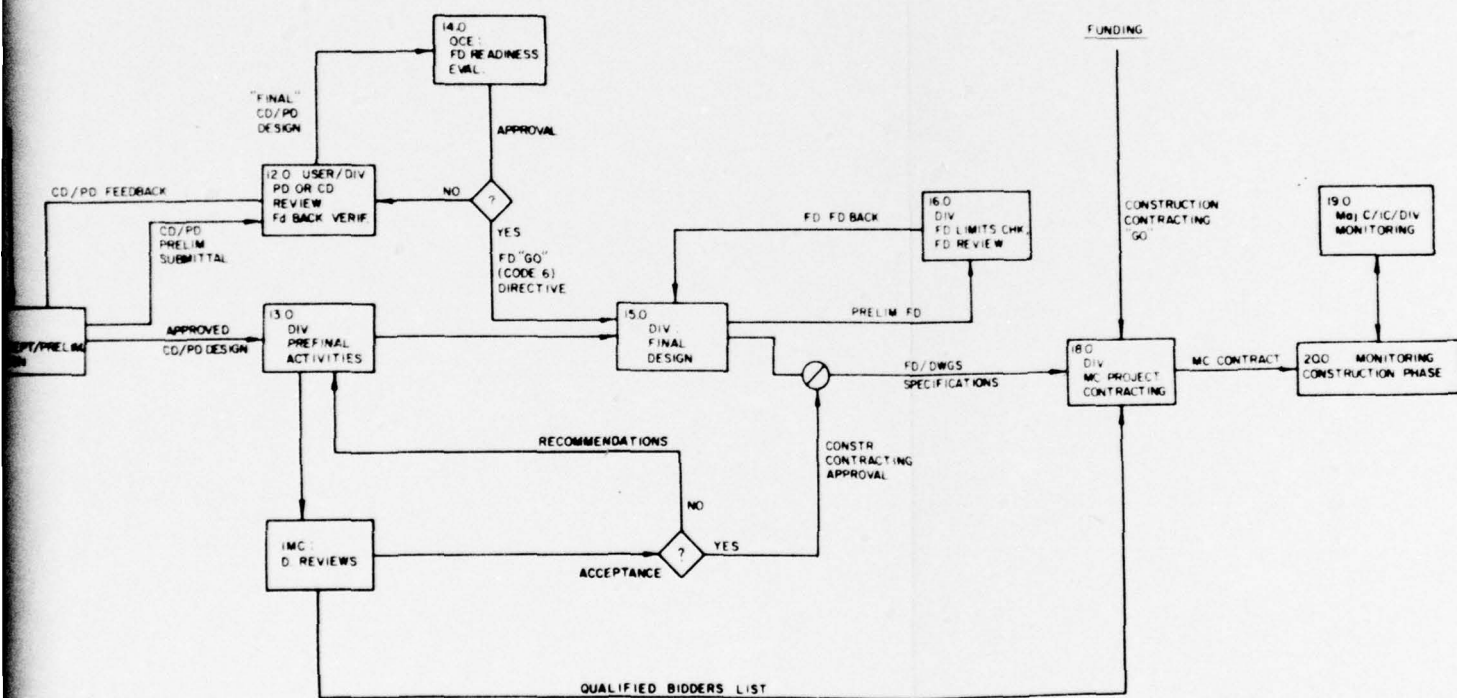 14.0
OCE:
FD READINESS
EVAL.
FUNDING
"FINAL"
CD/PD
DESIGN
APPROVAL
12.0 USER/DIV
PD OR CD
REVIEW
Fd BACK VERIF
CD/PD FEEDBACK
NO
?
YES
CD/PD
PRELIM
SUBMITTAL
FD "GO"
(CODE 6)
DIRECTIVE
FD FD BACK
16.0
DIV
FD LIMITS CHK,
FD REVIEW
CONSTRUCTION
CONTRACTING
"GO"
19.0
Maj C/IC/DIV
MONITORING
EPT/PRELIM
APPROVED
CD/PD DESIGN
13.0
DIV
PREFINAL
ACTIVITIES
15.0
DIV:
FINAL
DESIGN
PRELIM FD
FD/DWGS
SPECIFICATIONS
18.0
DIV
MC PROJECT
CONTRACTING
MC CONTRACT
20.0 MONITORING
CONSTRUCTION PHASE
RECOMMENDATIONS
CONSTR
CONTRACTING
APPROVAL
NO
IMC:
D. REVIEWS
ACCEPTANCE
?
YES
QUALIFIED BIDDERS LIST